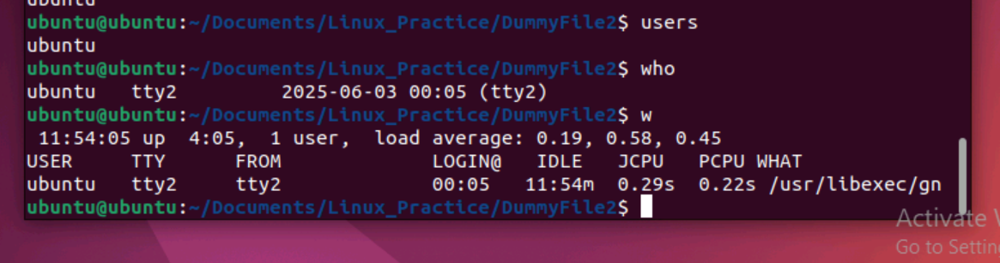 ubuntu
ubuntu@ubuntu:~/Documents/Linux_Practice/DummyFile2$ users
ubuntu
ubuntu@ubuntu:~/Documents/Linux_Practice/DummyFile2$ who
ubuntu   tty2         2025-06-03 00:05 (tty2)
ubuntu@ubuntu:~/Documents/Linux_Practice/DummyFile2$ w
 11:54:05 up  4:05,  1 user,  load average: 0.19, 0.58, 0.45
USER     TTY      FROM             LOGIN@   IDLE   JCPU   PCPU WHAT
ubuntu   tty2     tty2             00:05   11:54m  0.29s  0.22s /usr/libexec/gn
ubuntu@ubuntu:~/Documents/Linux_Practice/DummyFile2$
Activate
Go to Settin